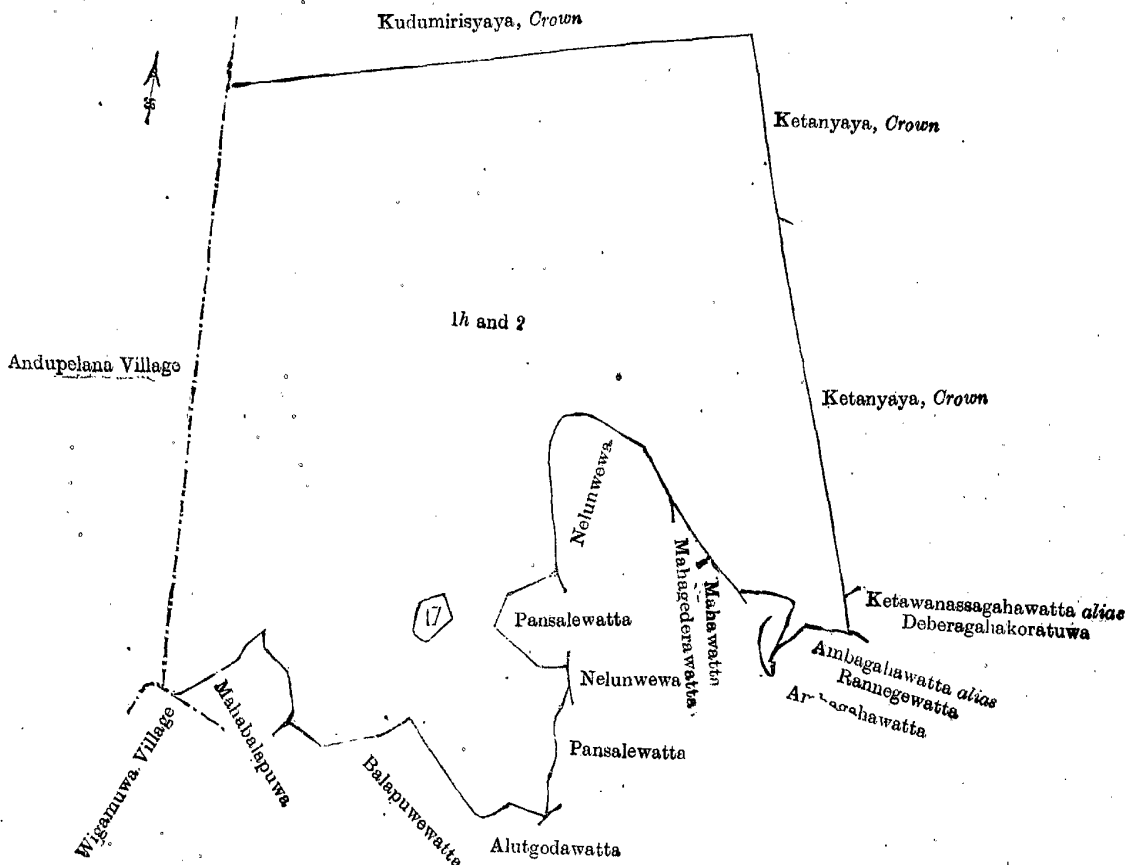 Kudumirisyaya, Crown
Ketanyaya, Crown
1h and 2
Andupelana Village
Ketanyaya, Crown
Nelunwewa
Mahawatta
Mahagederawatta
Ketawanassagahawatta alias
Deberagahakoratuwa
17
Pansalewatta
Nelunwewa
Ambagahawatta alias
Rannegewatta
Pansalewatta
Wigamuwa Village
Mahabalapuwa
Balapuwewatta
Alutgodawatta